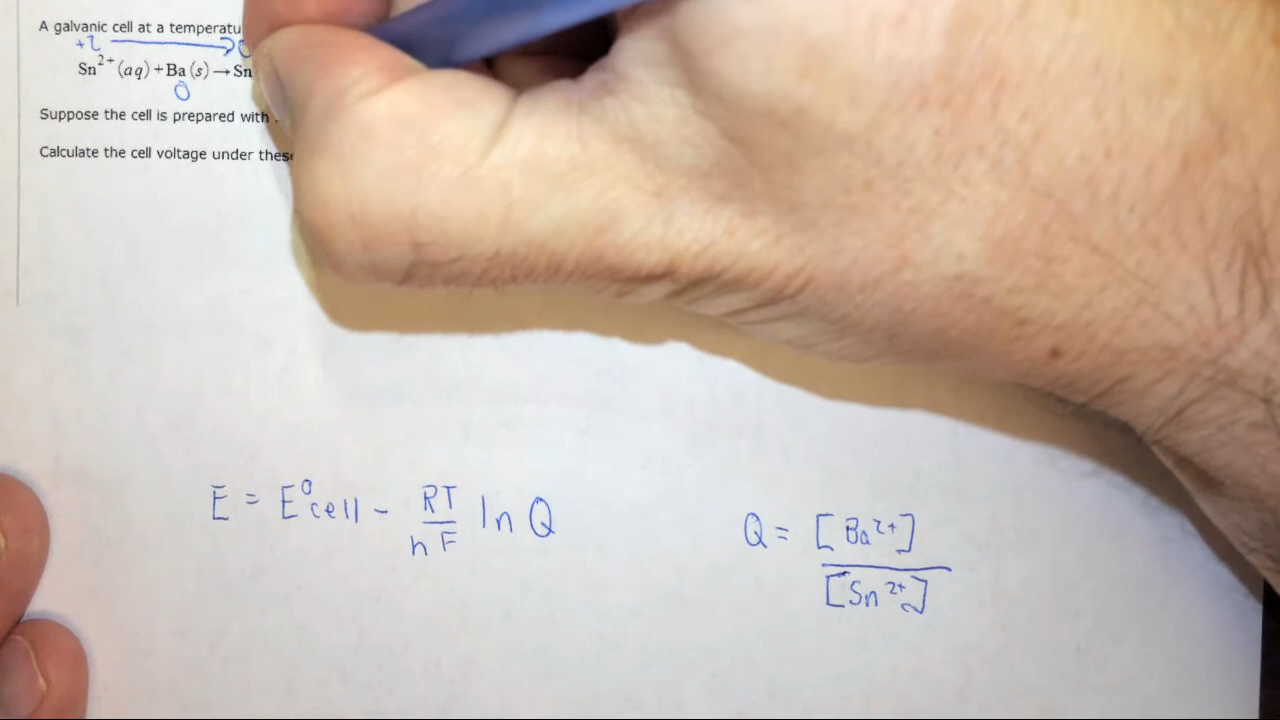 A galvanic cell at a temperatu
+2
Sn2+ (aq) + Ba (s) → Sn
0
Suppose the cell is prepared with
Calculate the cell voltage under these
E = E°cell - RT/nF ln Q
Q = [Ba2+]/[Sn2+]